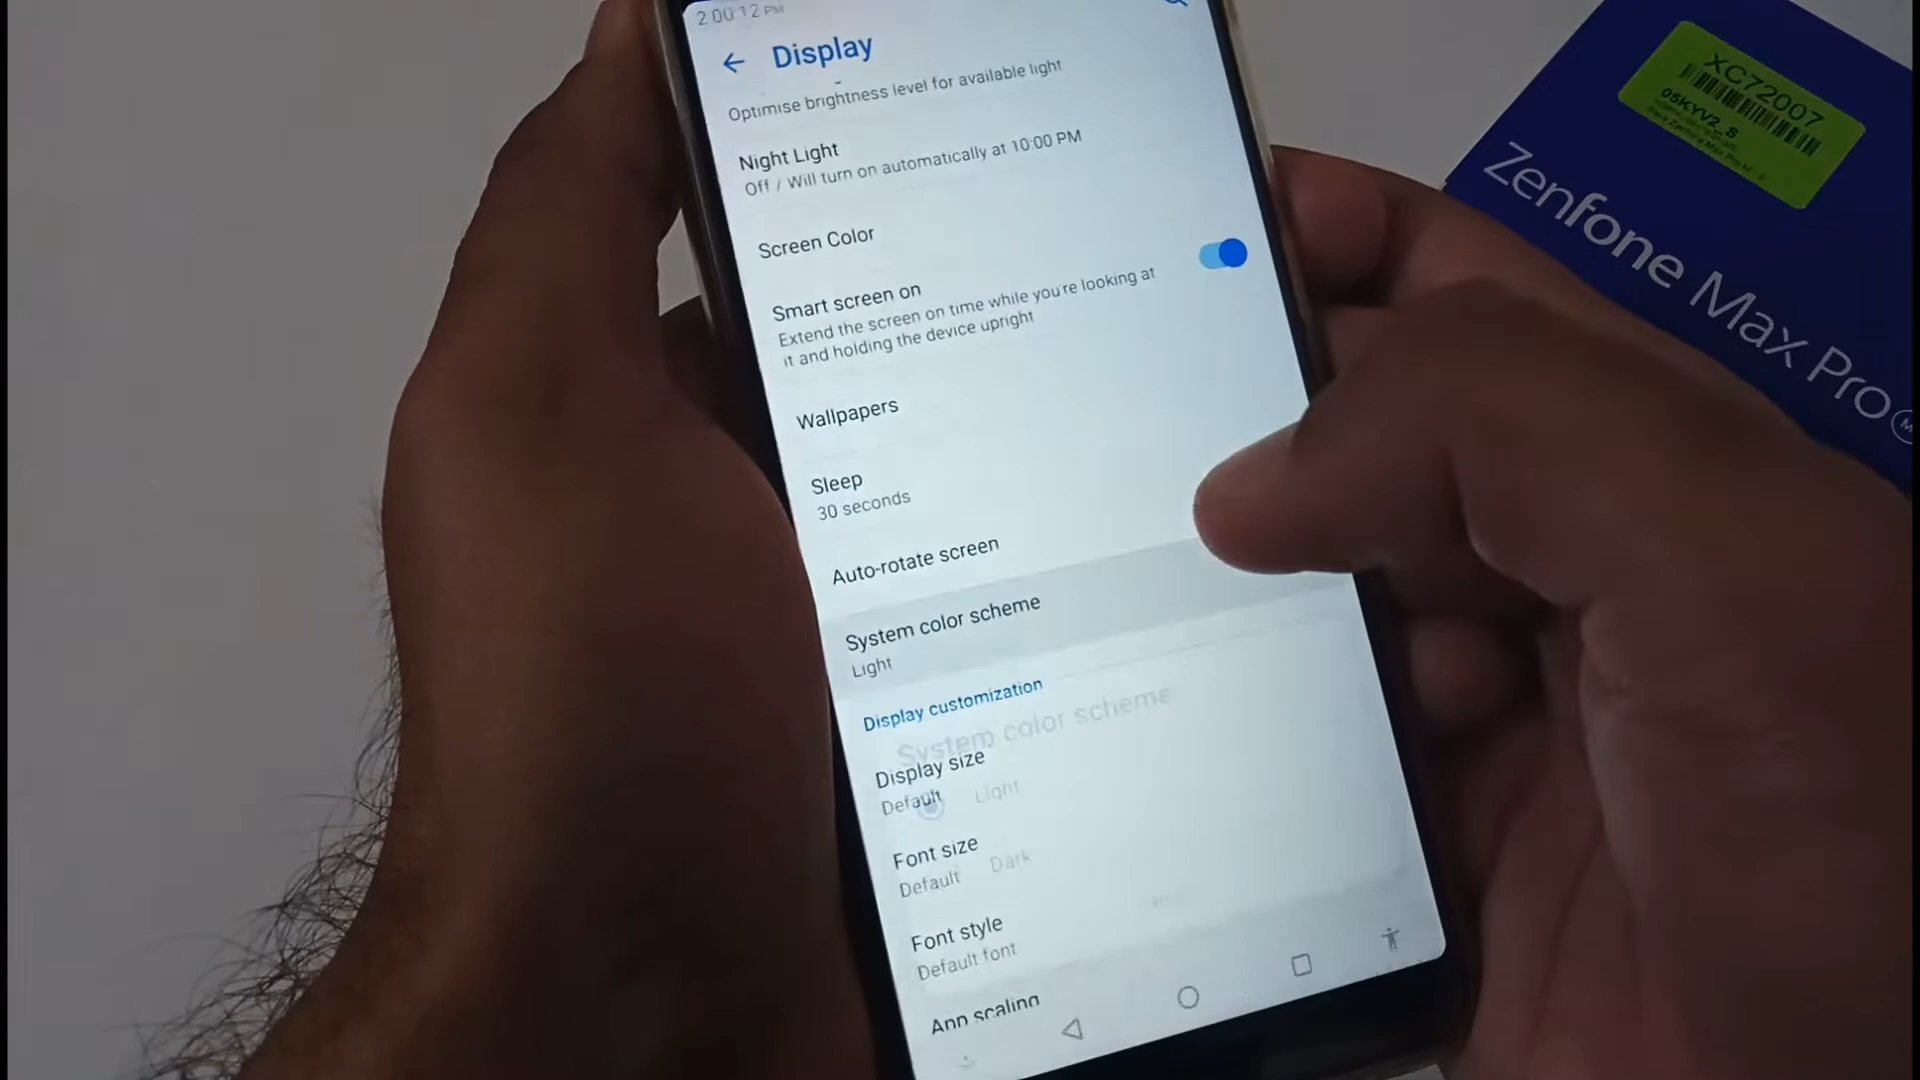 2:00:12 PM
Display
Optimise brightness level for available light
Night Light
Off / Will turn on automatically at 10:00 PM
Screen Color
Smart screen on
Extend the screen on time while you're looking at
it and holding the device upright
Wallpapers
Sleep
30 seconds
Auto-rotate screen
System color scheme
Light
Display customization
System color scheme
Display size
Default
Light
Font size
Default
Dark
Font style
Default font
App scaling
XC72007
05KYV2_S
Zenfone Max Pro
M